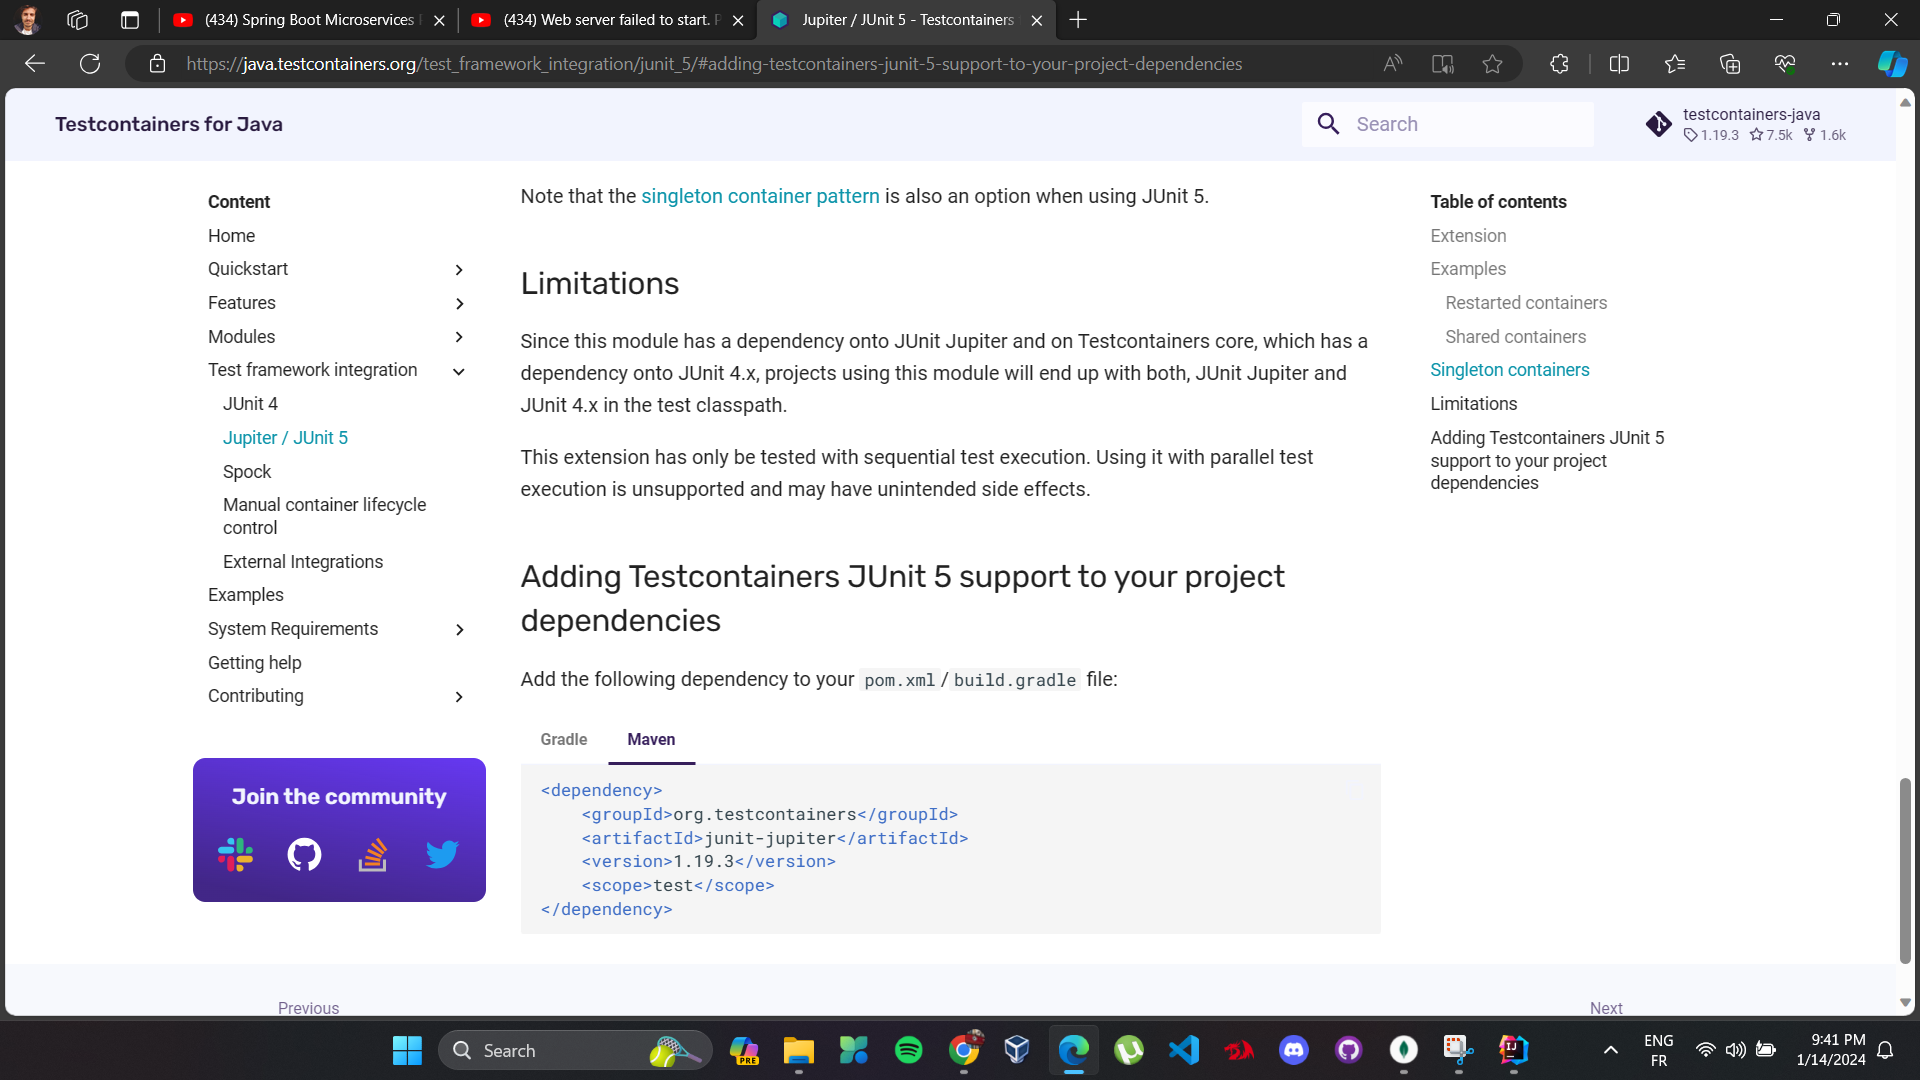 (434) Spring Boot Microservices
(434) Web server failed to start. P
Jupiter / JUnit 5 - Testcontainers
https://java.testcontainers.org/test_framework_integration/junit_5/#adding-testcontainers-junit-5-support-to-your-project-dependencies
Testcontainers for Java
Search
testcontainers-java
1.19.3 7.5k 1.6k
Content
Home
Quickstart
Features
Modules
Test framework integration
JUnit 4
Jupiter / JUnit 5
Spock
Manual container lifecycle
control
External Integrations
Examples
System Requirements
Getting help
Contributing
Join the community
Note that the singleton container pattern is also an option when using JUnit 5.
Limitations
Since this module has a dependency onto JUnit Jupiter and on Testcontainers core, which has a
dependency onto JUnit 4.x, projects using this module will end up with both, JUnit Jupiter and
JUnit 4.x in the test classpath.
This extension has only be tested with sequential test execution. Using it with parallel test
execution is unsupported and may have unintended side effects.
Adding Testcontainers JUnit 5 support to your project
dependencies
Add the following dependency to your pom.xml/build.gradle file:
Gradle Maven
<dependency>
    <groupId>org.testcontainers</groupId>
    <artifactId>junit-jupiter</artifactId>
    <version>1.19.3</version>
    <scope>test</scope>
</dependency>
Table of contents
Extension
Examples
Restarted containers
Shared containers
Singleton containers
Limitations
Adding Testcontainers JUnit 5
support to your project
dependencies
Previous
Next
Search
PRE
ENG
FR
9:41 PM
1/14/2024